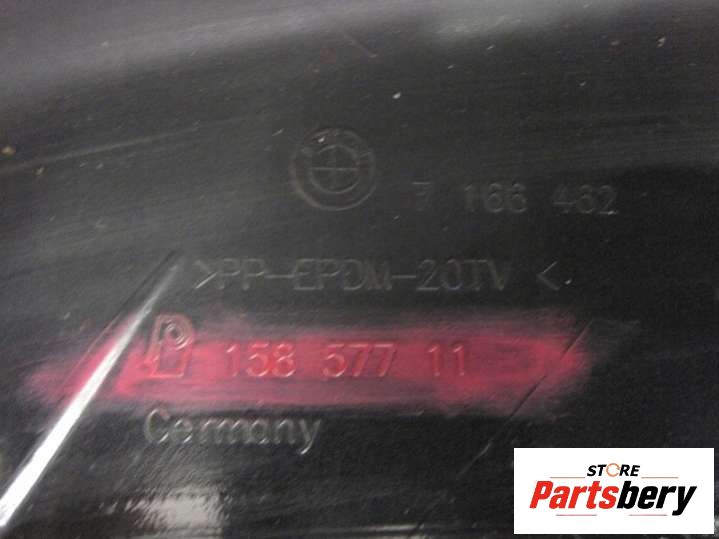 7 166 462
>PP-EPDM-20TV<
158 577 11
Germany
STORE
Partsbery